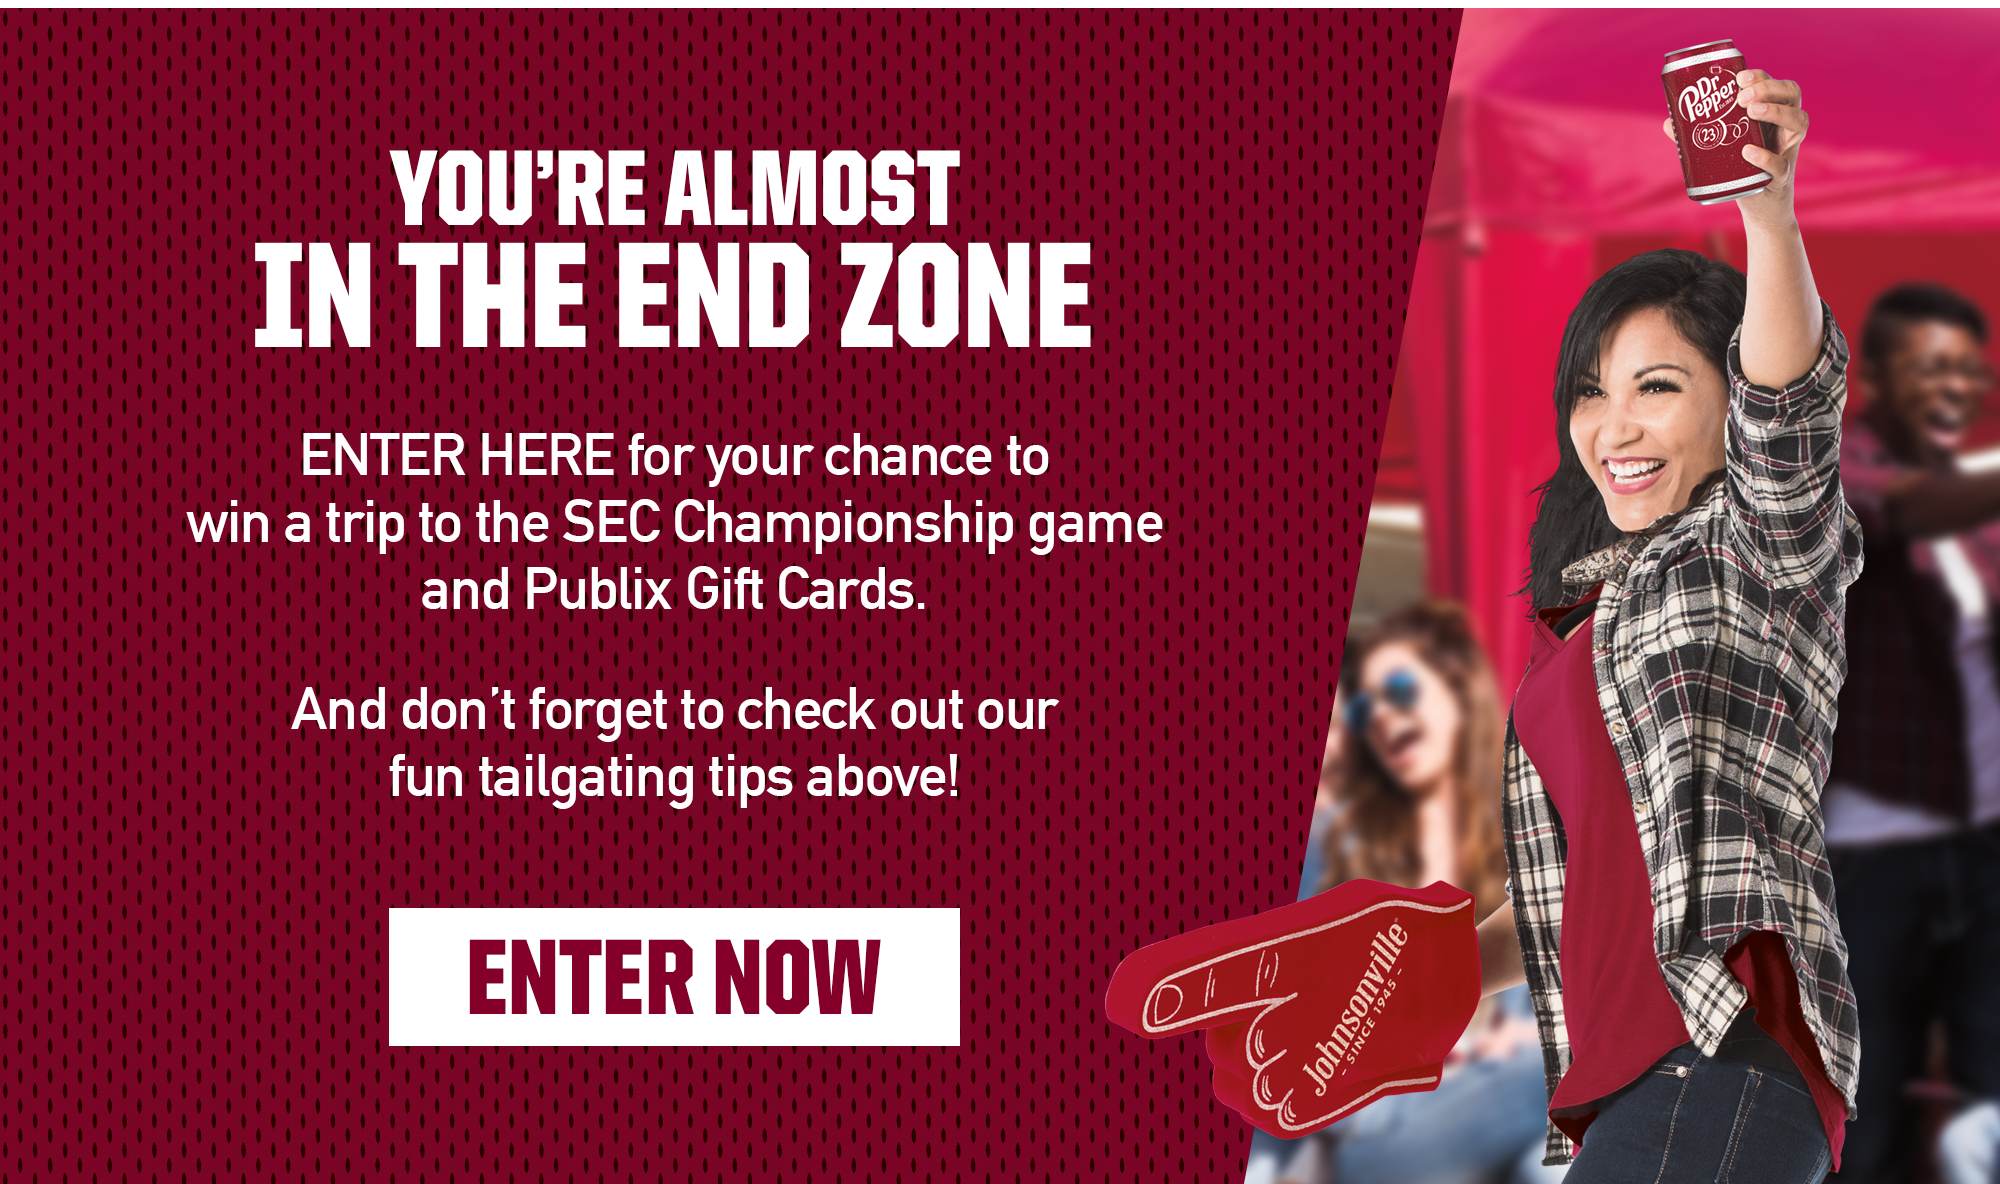 YOU'RE ALMOST
IN THE END ZONE
ENTER HERE for your chance to
win a trip to the SEC Championship game
and Publix Gift Cards.
And don't forget to check out our
fun tailgating tips above!
ENTER NOW
Dr
Pepper
23
Johnsonville
- SINCE 1945 -